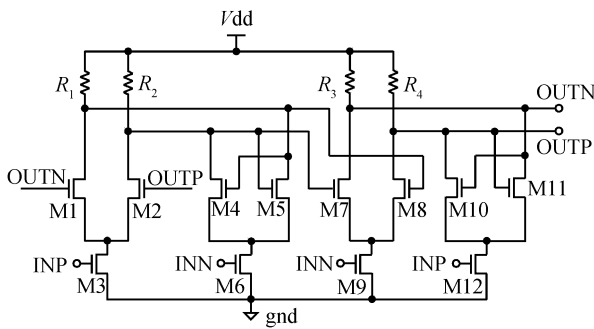 Vdd
R1 R2 R3 R4
OUTN
OUTP
OUTN OUTP
M1 M2 M4 M5 M7 M8 M10 M11
INP INN INN INP
M3 M6 M9 M12
gnd